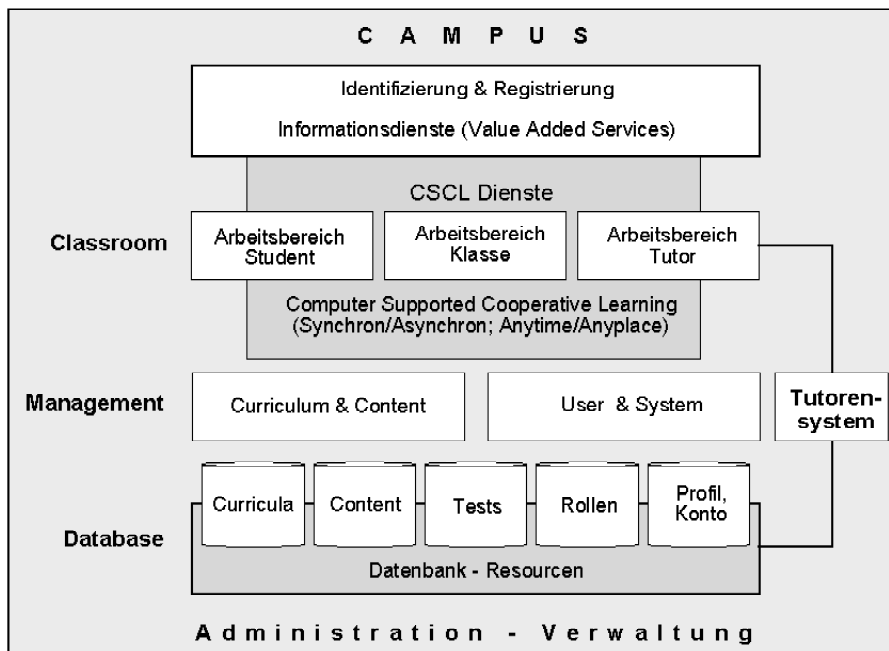 C A M P U S
Identifizierung & Registrierung
Informationsdienste (Value Added Services)
CSCL Dienste
Classroom
Arbeitsbereich
Student
Arbeitsbereich
Klasse
Arbeitsbereich
Tutor
Computer Supported Cooperative Learning
(Synchron/Asynchron; Anytime/Anyplace)
Management
Curriculum & Content
User & System
Tutoren-
system
Database
Curricula
Content
Tests
Rollen
Profil,
Konto
Datenbank - Resourcen
A d m i n i s t r a t i o n - V e r w a l t u n g